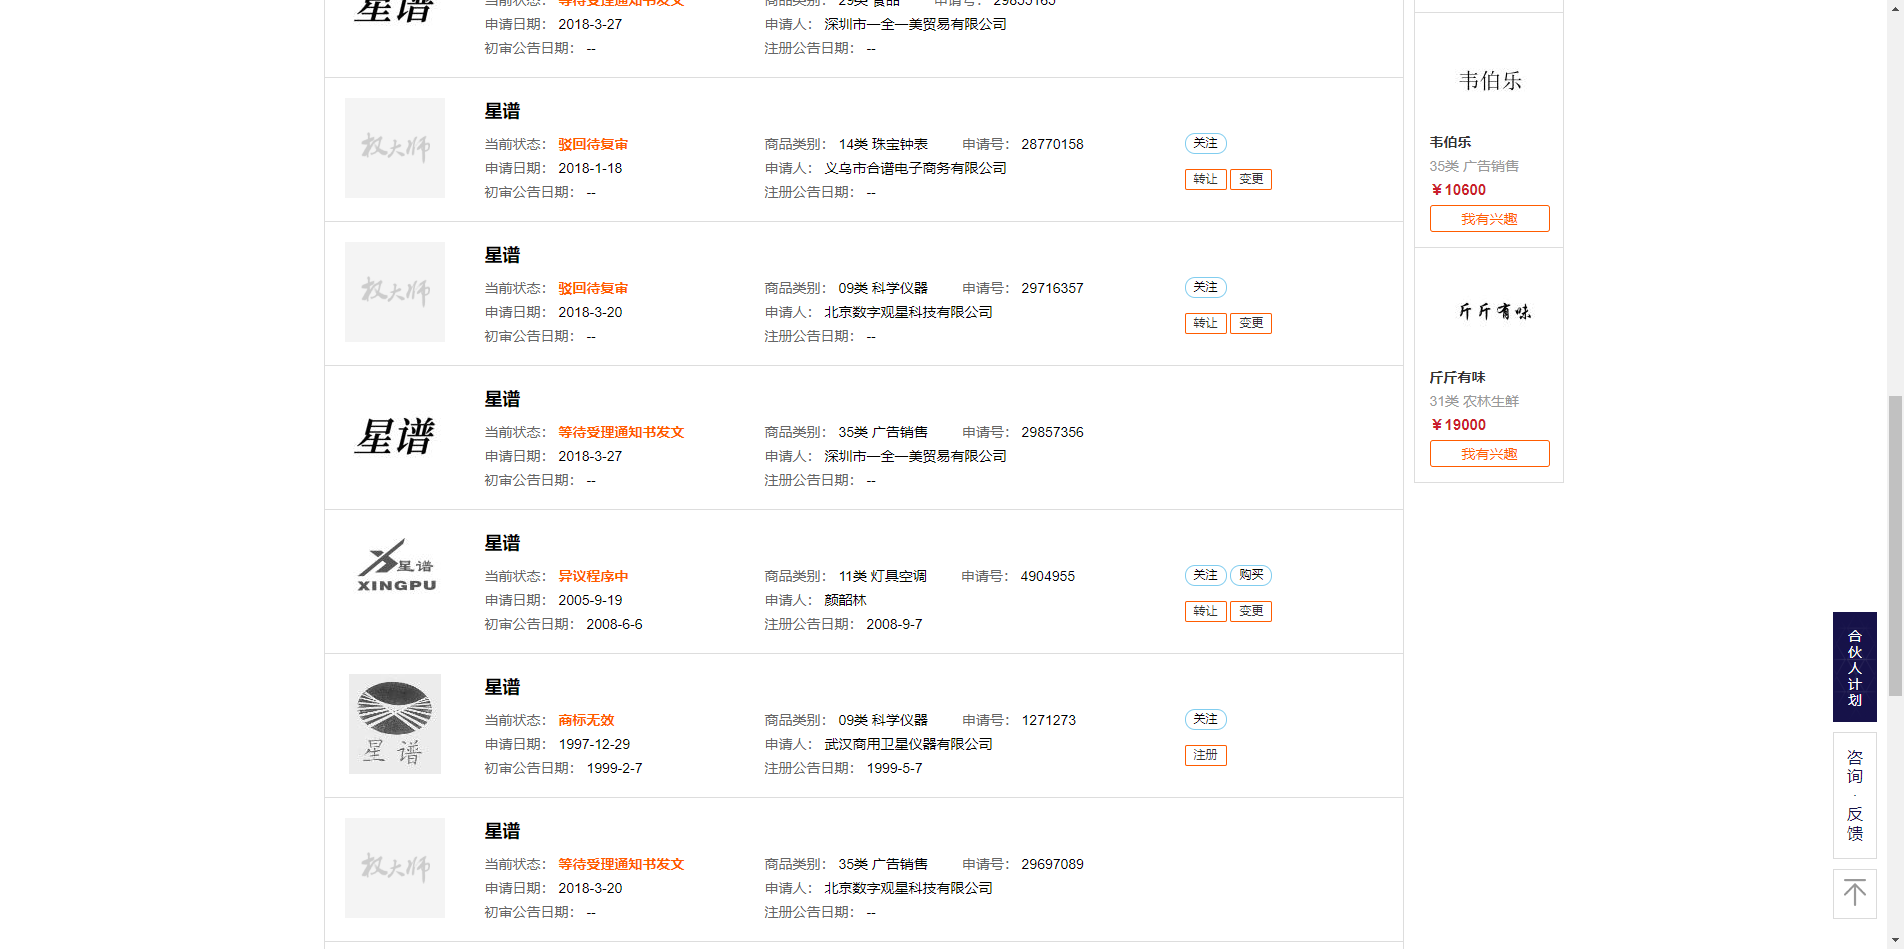 星谱
当前状态： 等待受理通知书发文 商品类别： 29类 食品 申请号： 29855165
申请日期： 2018-3-27 申请人： 深圳市一全一美贸易有限公司
初审公告日期： -- 注册公告日期： --
权大师
星谱
当前状态： 驳回待复审 商品类别： 14类 珠宝钟表 申请号： 28770158 关注
申请日期： 2018-1-18 申请人： 义乌市合谱电子商务有限公司 转让 变更
初审公告日期： -- 注册公告日期： --
权大师
星谱
当前状态： 驳回待复审 商品类别： 09类 科学仪器 申请号： 29716357 关注
申请日期： 2018-3-20 申请人： 北京数字观星科技有限公司 转让 变更
初审公告日期： -- 注册公告日期： --
星谱
星谱
当前状态： 等待受理通知书发文 商品类别： 35类 广告销售 申请号： 29857356
申请日期： 2018-3-27 申请人： 深圳市一全一美贸易有限公司
初审公告日期： -- 注册公告日期： --
星谱
XINGPU
星谱
当前状态： 异议程序中 商品类别： 11类 灯具空调 申请号： 4904955 关注 购买
申请日期： 2005-9-19 申请人： 颜韶林 转让 变更
初审公告日期： 2008-6-6 注册公告日期： 2008-9-7
星谱
星谱
当前状态： 商标无效 商品类别： 09类 科学仪器 申请号： 1271273 关注
申请日期： 1997-12-29 申请人： 武汉商用卫星仪器有限公司 注册
初审公告日期： 1999-2-7 注册公告日期： 1999-5-7
权大师
星谱
当前状态： 等待受理通知书发文 商品类别： 35类 广告销售 申请号： 29697089
申请日期： 2018-3-20 申请人： 北京数字观星科技有限公司
初审公告日期： -- 注册公告日期： --
韦伯乐
韦伯乐
35类 广告销售
￥10600
我有兴趣
斤斤有味
斤斤有味
31类 农林生鲜
￥19000
我有兴趣
合伙人计划
咨询·反馈